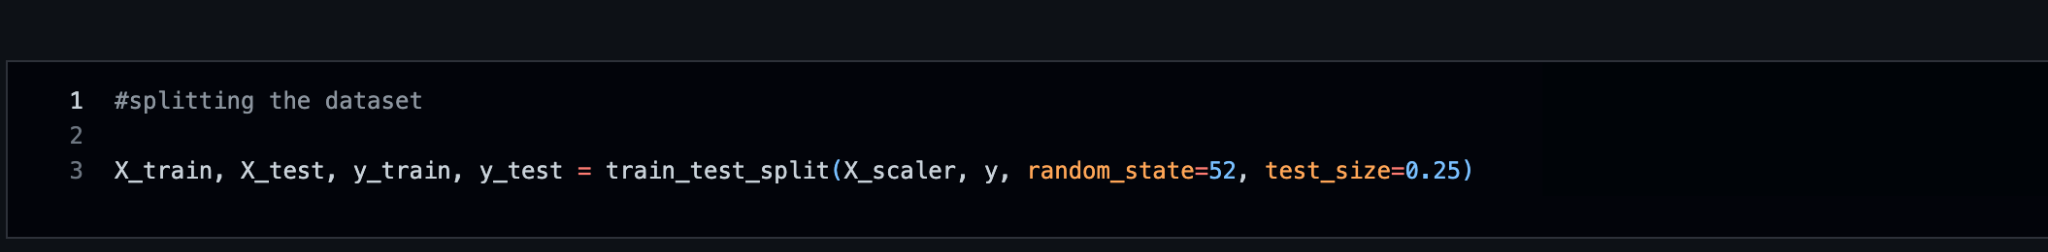 1 #splitting the dataset
2
3 X_train, X_test, y_train, y_test = train_test_split(X_scaler, y, random_state=52, test_size=0.25)